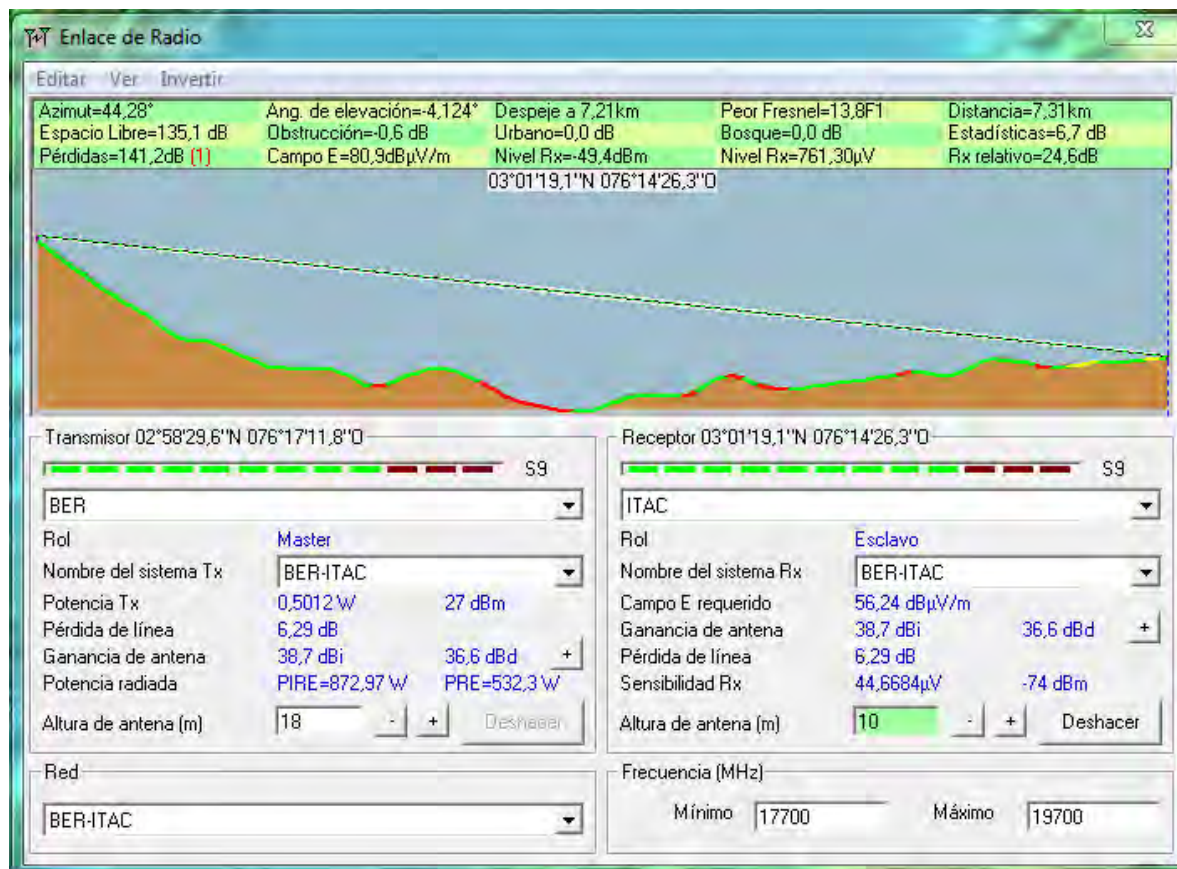 Enlace de Radio
Editar Ver Invertir
Azimut=44,28° Ang. de elevación=-4,124° Despeje a 7,21km Peor Fresnel=13,8F1 Distancia=7,31km
Espacio Libre=135,1 dB Obstrucción=-0,6 dB Urbano=0,0 dB Bosque=0,0 dB Estadísticas=6,7 dB
Pérdidas=141,2dB (1) Campo E=80,9dBµV/m Nivel Rx=-49,4dBm Nivel Rx=761,30µV Rx relativo=24,6dB
03°01'19,1"N 076°14'26,3"O
Transmisor 02°58'29,6"N 076°17'11,8"O
S9
BER
Rol Master
Nombre del sistema Tx BER-ITAC
Potencia Tx 0,5012 W 27 dBm
Pérdida de línea 6,29 dB
Ganancia de antena 38,7 dBi 36,6 dBd +
Potencia radiada PIRE=872,97 W PRE=532,3 W
Altura de antena (m) 18 - + Deshacer
Red
BER-ITAC
Receptor 03°01'19,1"N 076°14'26,3"O
S9
ITAC
Rol Esclavo
Nombre del sistema Rx BER-ITAC
Campo E requerido 56,24 dBµV/m
Ganancia de antena 38,7 dBi 36,6 dBd +
Pérdida de línea 6,29 dB
Sensibilidad Rx 44,6684µV -74 dBm
Altura de antena (m) 10 - + Deshacer
Frecuencia (MHz)
Mínimo 17700 Máximo 19700